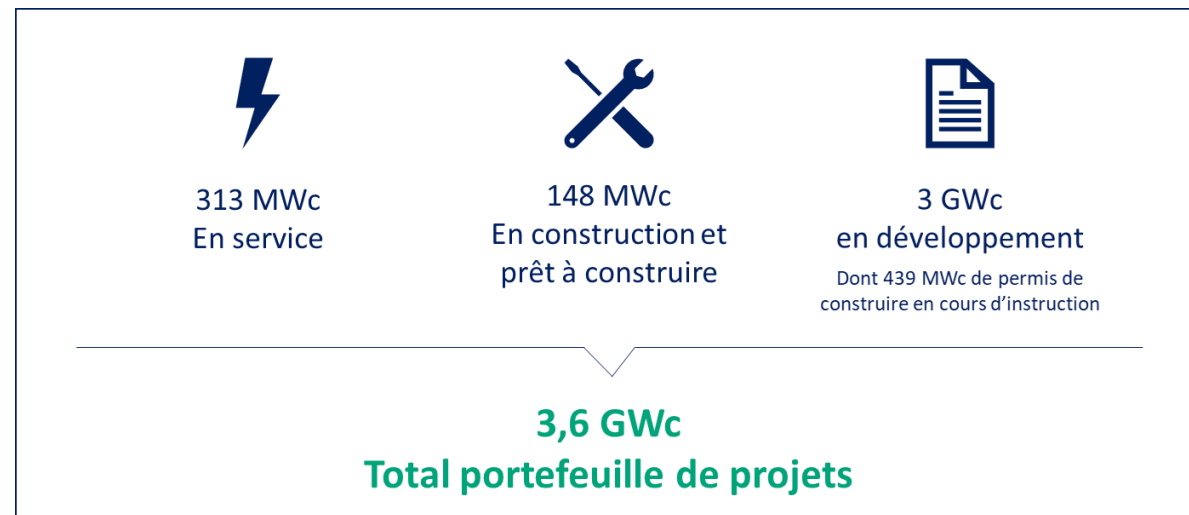 313 MWc
En service
148 MWc
En construction et
prêt à construire
3 GWc
en développement
Dont 439 MWc de permis de
construire en cours d’instruction
3,6 GWc
Total portefeuille de projets